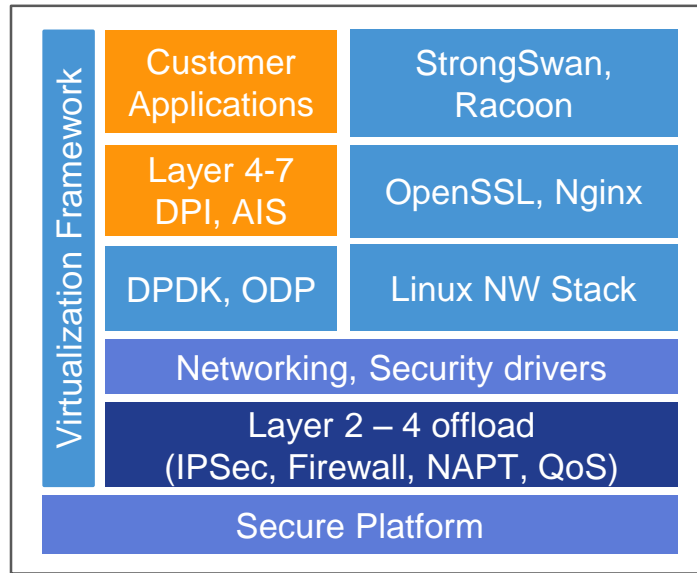 Virtualization Framework
Customer
Applications
StrongSwan,
Racoon
Layer 4-7
DPI, AIS
OpenSSL, Nginx
DPDK, ODP
Linux NW Stack
Networking, Security drivers
Layer 2 – 4 offload
(IPSec, Firewall, NAPT, QoS)
Secure Platform